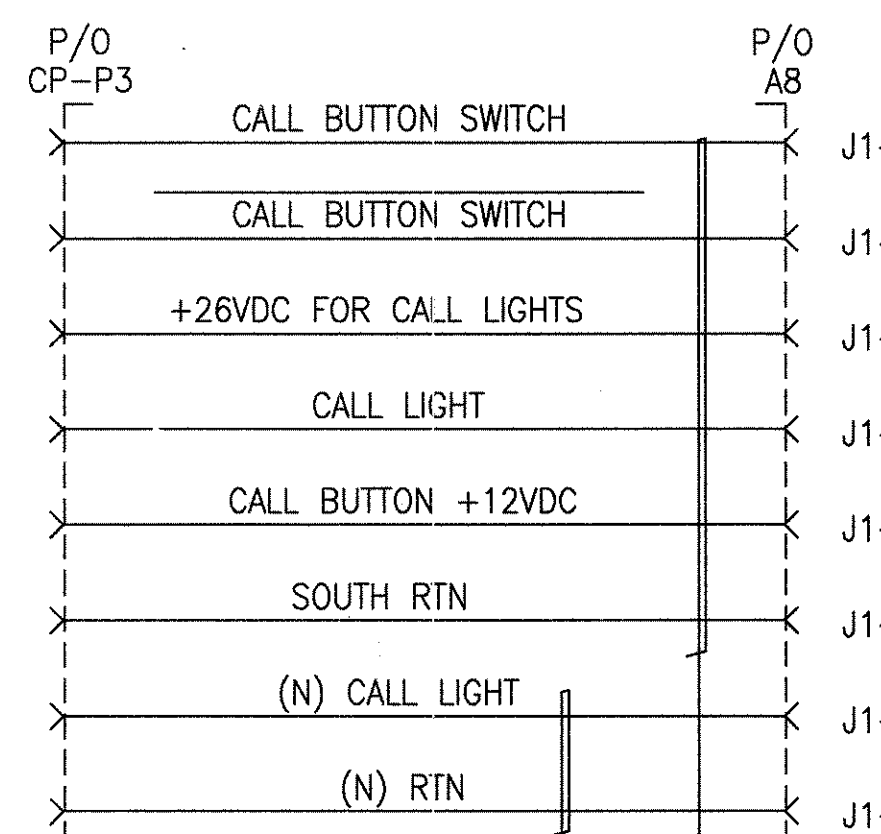 P/O P/O
CP-P3 A8
CALL BUTTON SWITCH J1-
CALL BUTTON SWITCH J1-
+26VDC FOR CALL LIGHTS J1-
CALL LIGHT J1-
CALL BUTTON +12VDC J1-
SOUTH RTN J1-
(N) CALL LIGHT J1-
(N) RTN J1-